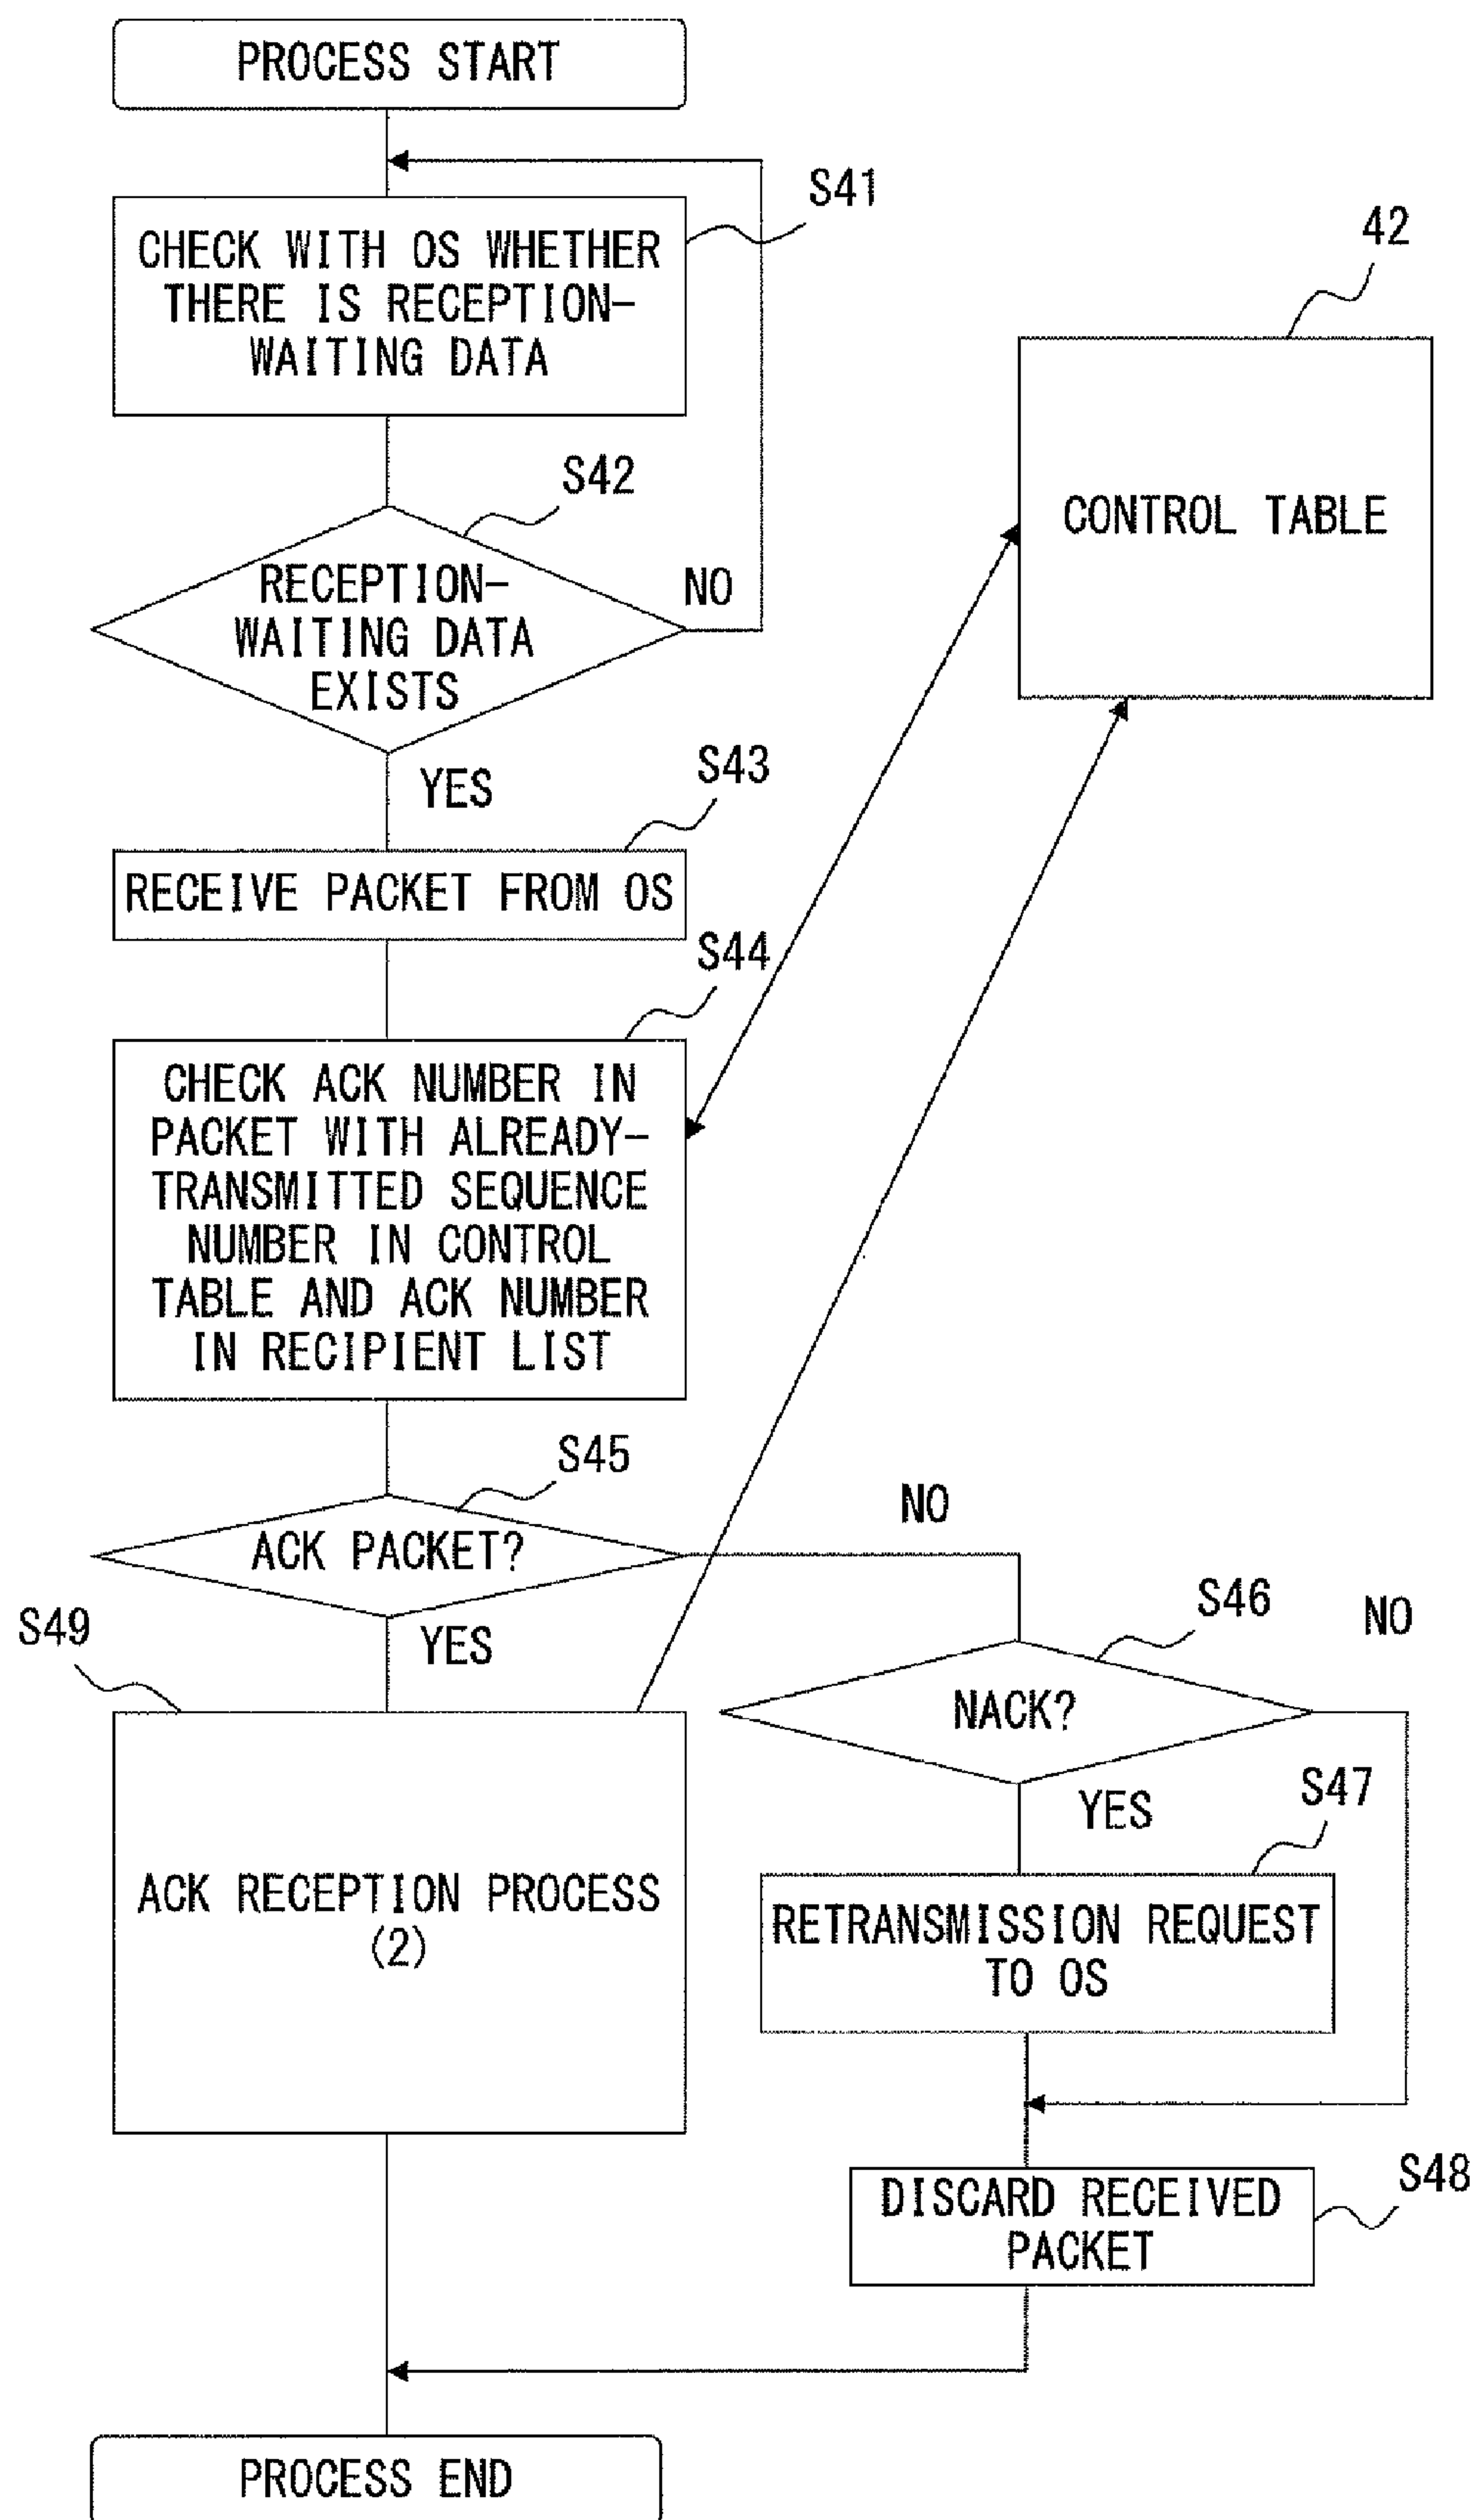 PROCESS START
S41
CHECK WITH OS WHETHER
THERE IS RECEPTION-
WAITING DATA
42
CONTROL TABLE
S42
RECEPTION-
WAITING DATA
EXISTS
NO
YES
S43
RECEIVE PACKET FROM OS
S44
CHECK ACK NUMBER IN
PACKET WITH ALREADY-
TRANSMITTED SEQUENCE
NUMBER IN CONTROL
TABLE AND ACK NUMBER
IN RECIPIENT LIST
S45
ACK PACKET?
NO
YES
S46
NO
NACK?
YES
S47
RETRANSMISSION REQUEST
TO OS
S49
ACK RECEPTION PROCESS
(2)
S48
DISCARD RECEIVED
PACKET
PROCESS END